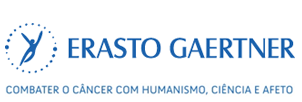 ERASTO GAERTNER
COMBATER O CÂNCER COM HUMANISMO, CIÊNCIA E AFETO